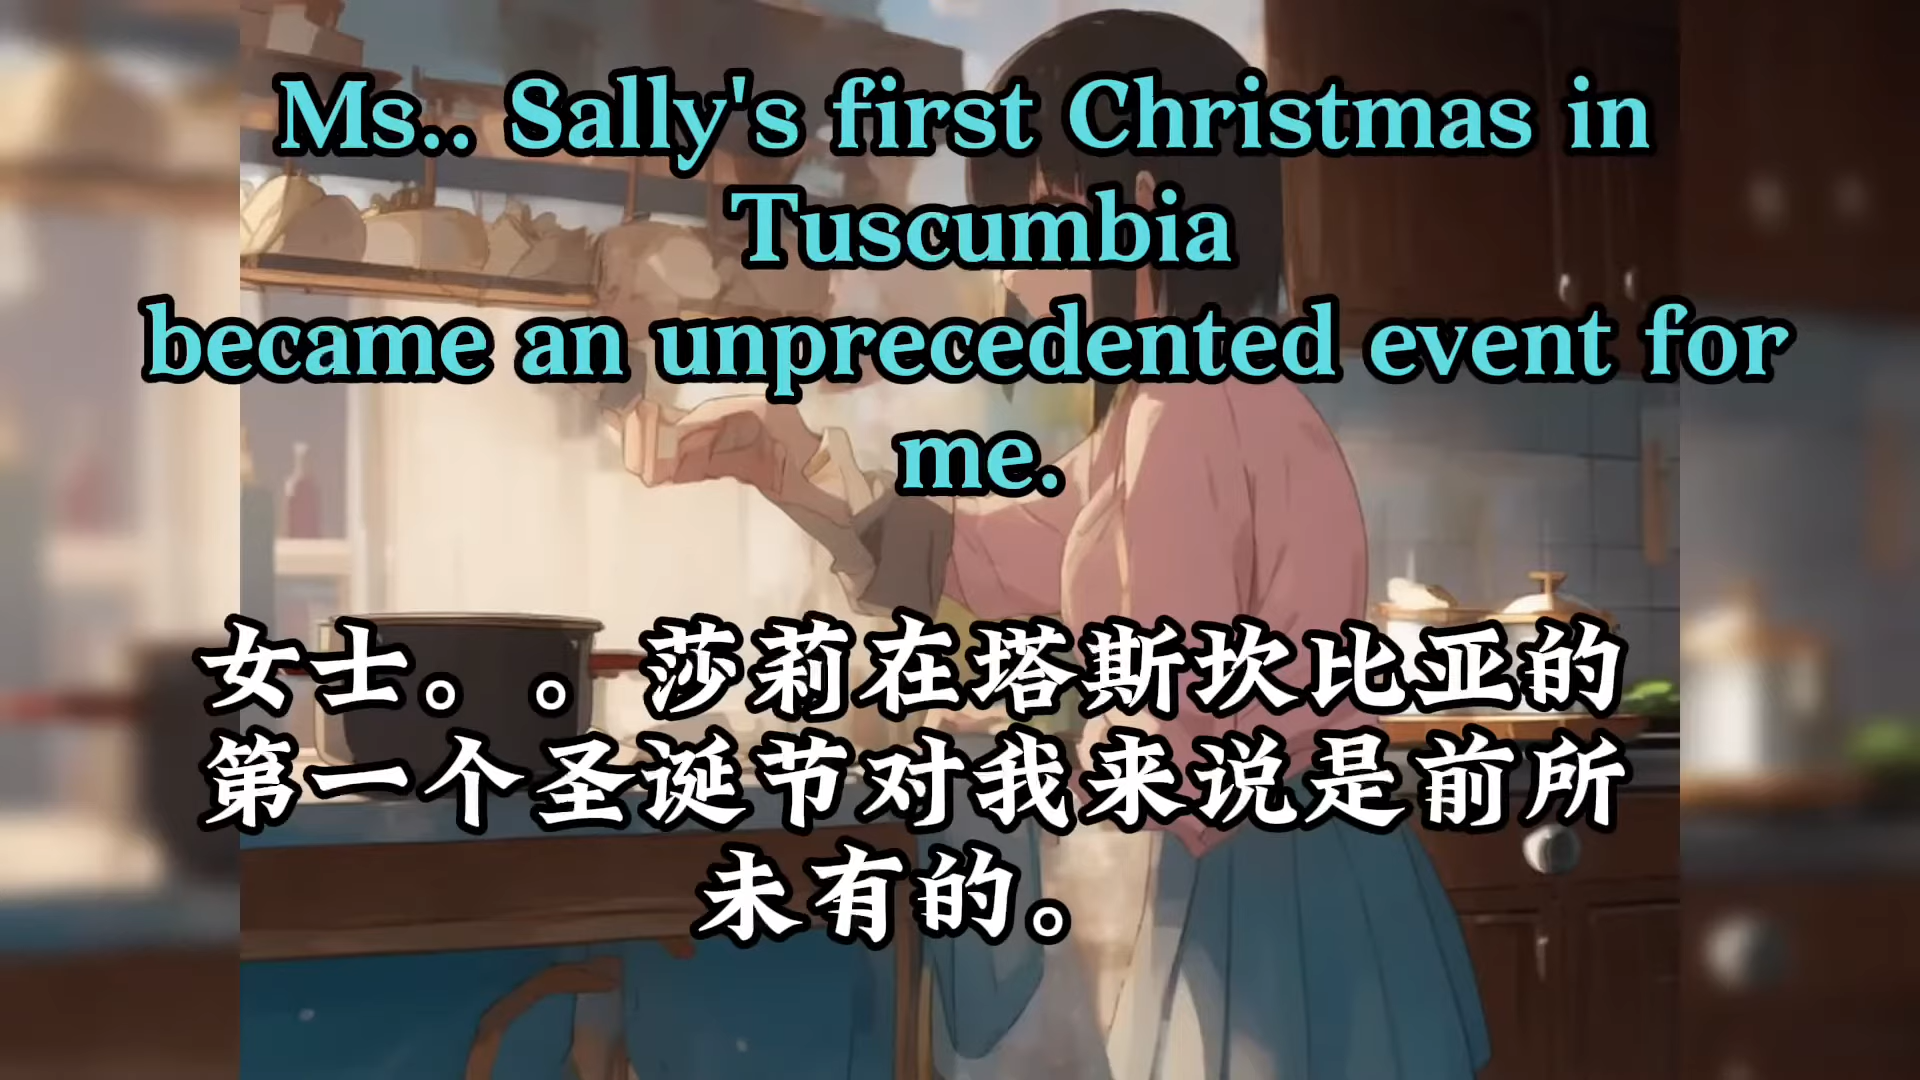 Ms.. Sally's first Christmas in
Tuscumbia
became an unprecedented event for
me.
女士。。莎莉在塔斯坎比亚的
第一个圣诞节对我来说是前所
未有的。